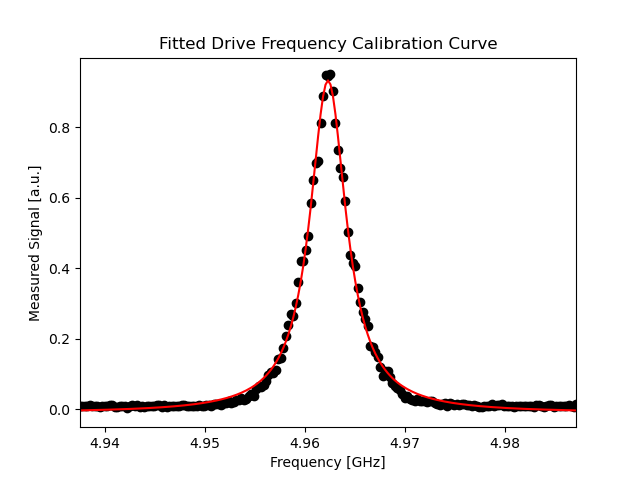 Fitted Drive Frequency Calibration Curve
Measured Signal [a.u.]
0.8
0.6
0.4
0.2
0.0
4.94 4.95 4.96 4.97 4.98
Frequency [GHz]